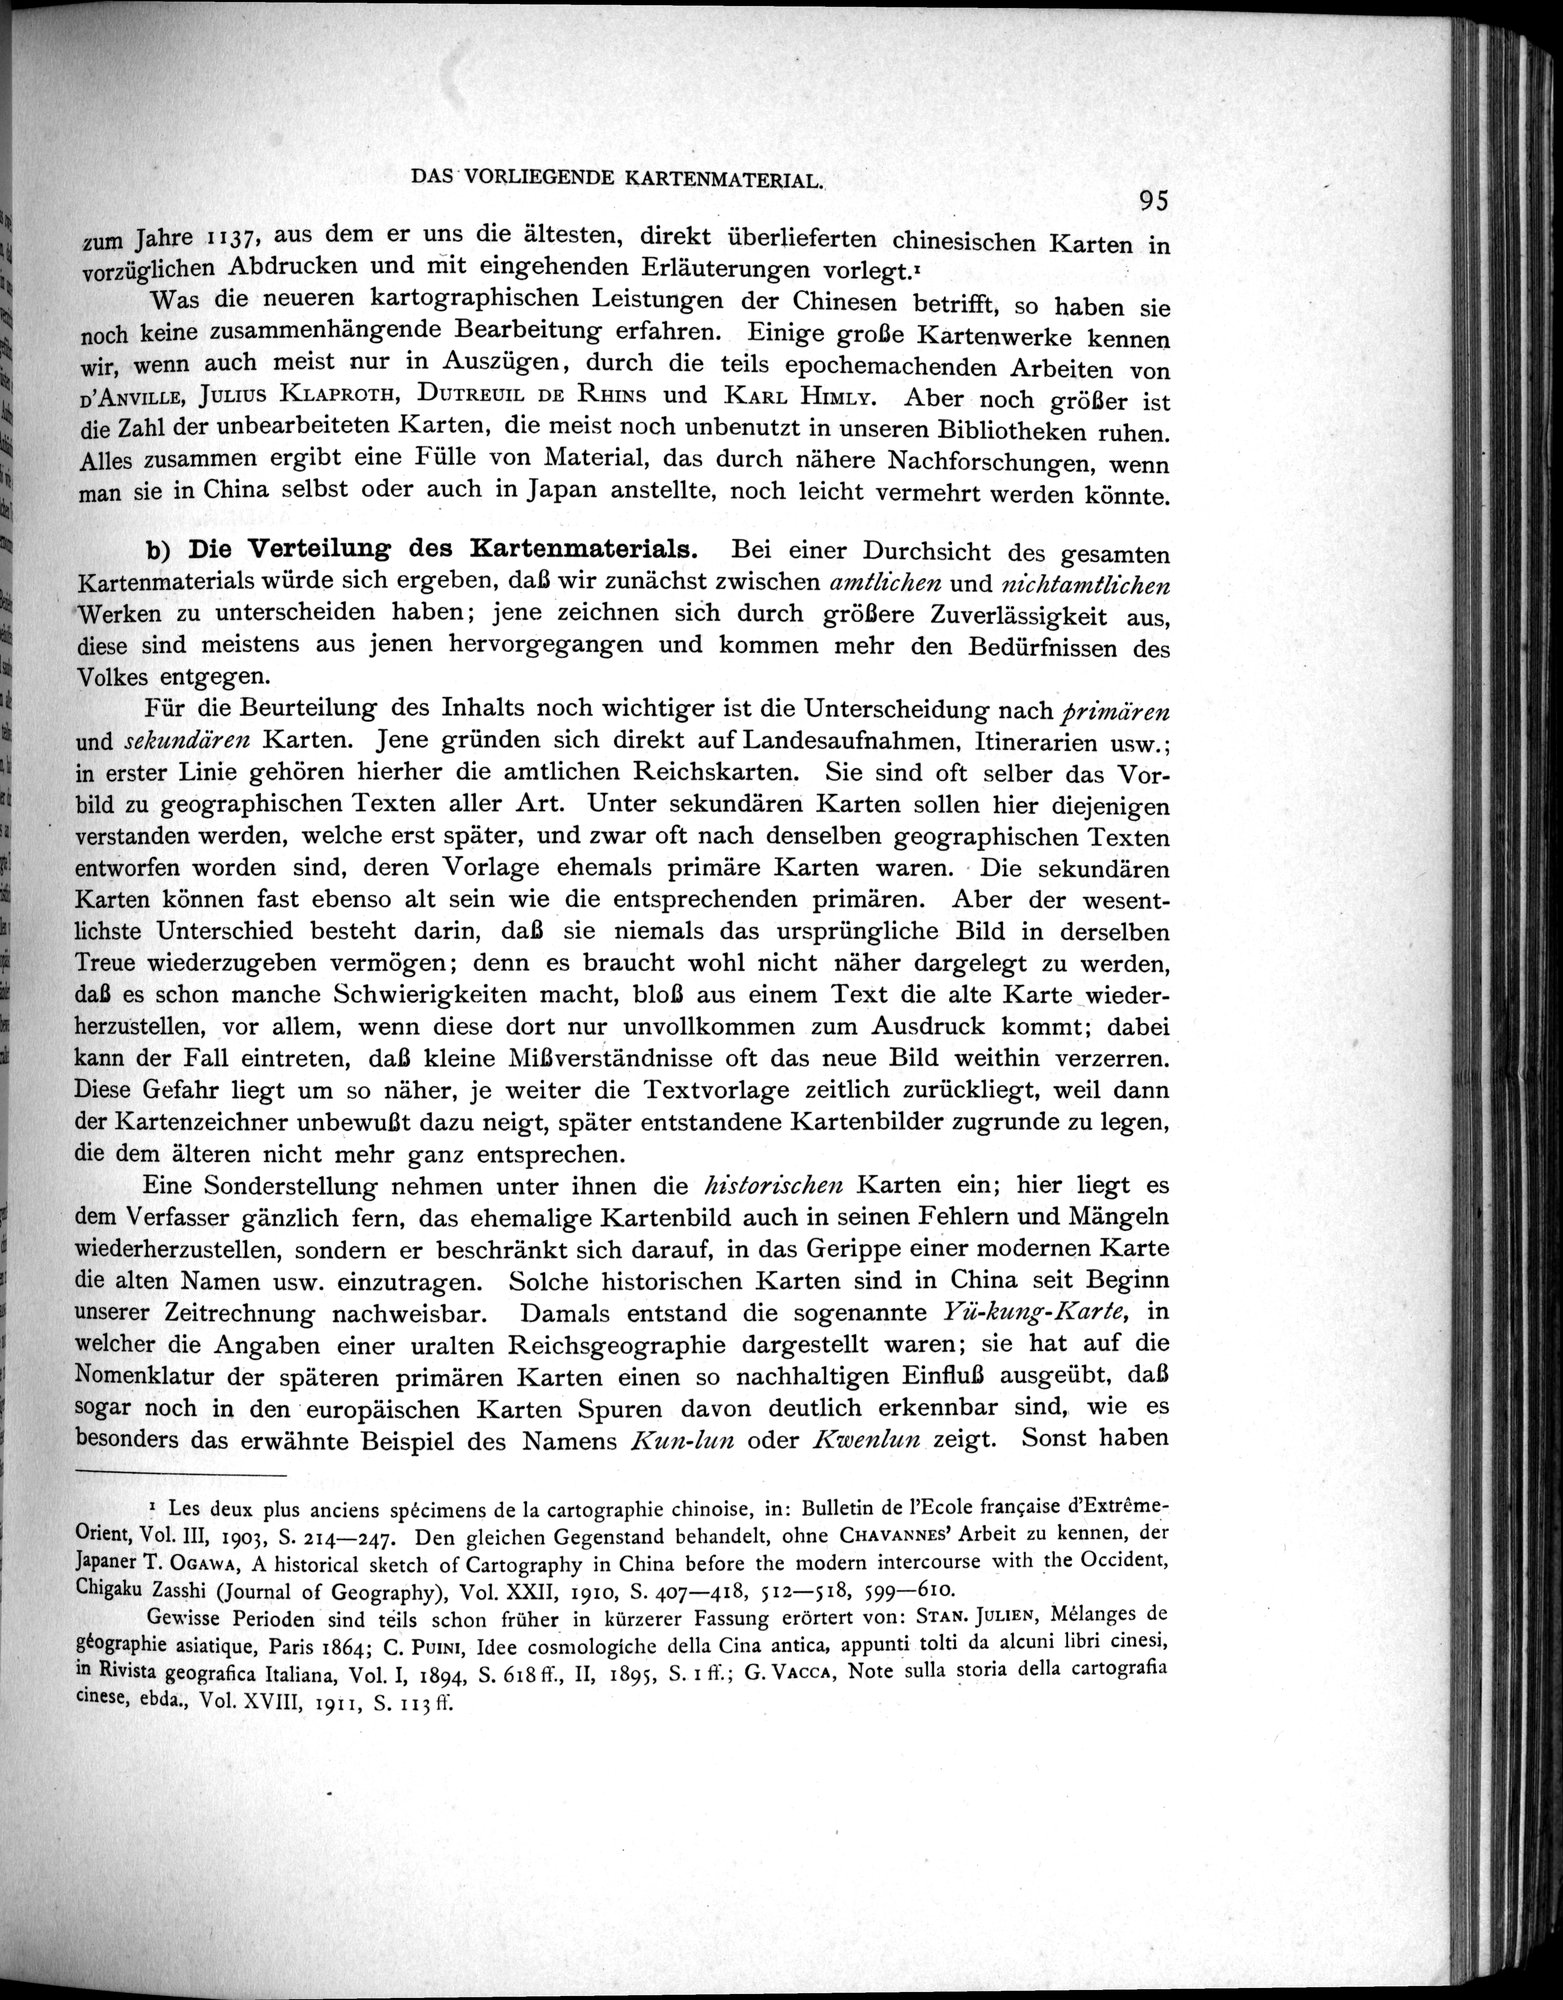 DAS VORLIEGENDE KARTENMATERIAL.
95
zum Jahre 1137, aus dem er uns die ältesten, direkt überlieferten chinesischen Karten in
vorzüglichen Abdrucken und mit eingehenden Erläuterungen vorlegt.¹
Was die neueren kartographischen Leistungen der Chinesen betrifft, so haben sie
noch keine zusammenhängende Bearbeitung erfahren. Einige große Kartenwerke kennen
wir, wenn auch meist nur in Auszügen, durch die teils epochemachenden Arbeiten von
D'ANVILLE, JULIUS KLAPROTH, DUTREUIL DE RHINS und KARL HIMLY. Aber noch größer ist
die Zahl der unbearbeiteten Karten, die meist noch unbenutzt in unseren Bibliotheken ruhen.
Alles zusammen ergibt eine Fülle von Material, das durch nähere Nachforschungen, wenn
man sie in China selbst oder auch in Japan anstellte, noch leicht vermehrt werden könnte.
b) Die Verteilung des Kartenmaterials. Bei einer Durchsicht des gesamten
Kartenmaterials würde sich ergeben, daß wir zunächst zwischen amtlichen und nichtamtlichen
Werken zu unterscheiden haben; jene zeichnen sich durch größere Zuverlässigkeit aus,
diese sind meistens aus jenen hervorgegangen und kommen mehr den Bedürfnissen des
Volkes entgegen.
Für die Beurteilung des Inhalts noch wichtiger ist die Unterscheidung nach primären
und sekundären Karten. Jene gründen sich direkt auf Landesaufnahmen, Itinerarien usw.;
in erster Linie gehören hierher die amtlichen Reichskarten. Sie sind oft selber das Vor-
bild zu geographischen Texten aller Art. Unter sekundären Karten sollen hier diejenigen
verstanden werden, welche erst später, und zwar oft nach denselben geographischen Texten
entworfen worden sind, deren Vorlage ehemals primäre Karten waren. Die sekundären
Karten können fast ebenso alt sein wie die entsprechenden primären. Aber der wesent-
lichste Unterschied besteht darin, daß sie niemals das ursprüngliche Bild in derselben
Treue wiederzugeben vermögen; denn es braucht wohl nicht näher dargelegt zu werden,
daß es schon manche Schwierigkeiten macht, bloß aus einem Text die alte Karte wieder-
herzustellen, vor allem, wenn diese dort nur unvollkommen zum Ausdruck kommt; dabei
kann der Fall eintreten, daß kleine Mißverständnisse oft das neue Bild weithin verzerren.
Diese Gefahr liegt um so näher, je weiter die Textvorlage zeitlich zurückliegt, weil dann
der Kartenzeichner unbewußt dazu neigt, später entstandene Kartenbilder zugrunde zu legen,
die dem älteren nicht mehr ganz entsprechen.
Eine Sonderstellung nehmen unter ihnen die historischen Karten ein; hier liegt es
dem Verfasser gänzlich fern, das ehemalige Kartenbild auch in seinen Fehlern und Mängeln
wiederherzustellen, sondern er beschränkt sich darauf, in das Gerippe einer modernen Karte
die alten Namen usw. einzutragen. Solche historischen Karten sind in China seit Beginn
unserer Zeitrechnung nachweisbar. Damals entstand die sogenannte Yü-kung-Karte, in
welcher die Angaben einer uralten Reichsgeographie dargestellt waren; sie hat auf die
Nomenklatur der späteren primären Karten einen so nachhaltigen Einfluß ausgeübt, daß
sogar noch in den europäischen Karten Spuren davon deutlich erkennbar sind, wie es
besonders das erwähnte Beispiel des Namens Kun-lun oder Kwenlun zeigt. Sonst haben
¹ Les deux plus anciens spécimens de la cartographie chinoise, in: Bulletin de l'Ecole française d'Extrême-
Orient, Vol. III, 1903, S. 214—247. Den gleichen Gegenstand behandelt, ohne CHAVANNES' Arbeit zu kennen, der
Japaner T. OGAWA, A historical sketch of Cartography in China before the modern intercourse with the Occident,
Chigaku Zasshi (Journal of Geography), Vol. XXII, 1910, S. 407—418, 512—518, 599—610.
Gewisse Perioden sind teils schon früher in kürzerer Fassung erörtert von: STAN. JULIEN, Mélanges de
géographie asiatique, Paris 1864; C. PUINI, Idee cosmologiche della Cina antica, appunti tolti da alcuni libri cinesi,
in Rivista geografica Italiana, Vol. I, 1894, S. 618 ff., II, 1895, S. 1 ff.; G. VACCA, Note sulla storia della cartografia
cinese, ebda., Vol. XVIII, 1911, S. 113 ff.